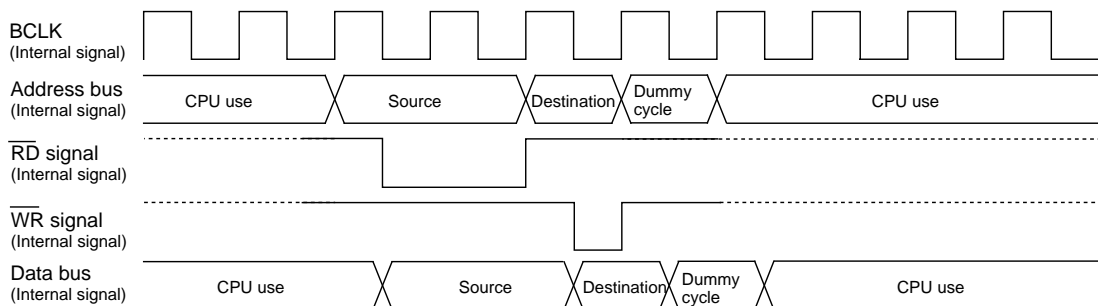 BCLK
(Internal signal)
Address bus
(Internal signal)
CPU use
Source
Destination
Dummy
cycle
CPU use
RD signal
(Internal signal)
WR signal
(Internal signal)
Data bus
(Internal signal)
CPU use
Source
Destination
Dummy
cycle
CPU use